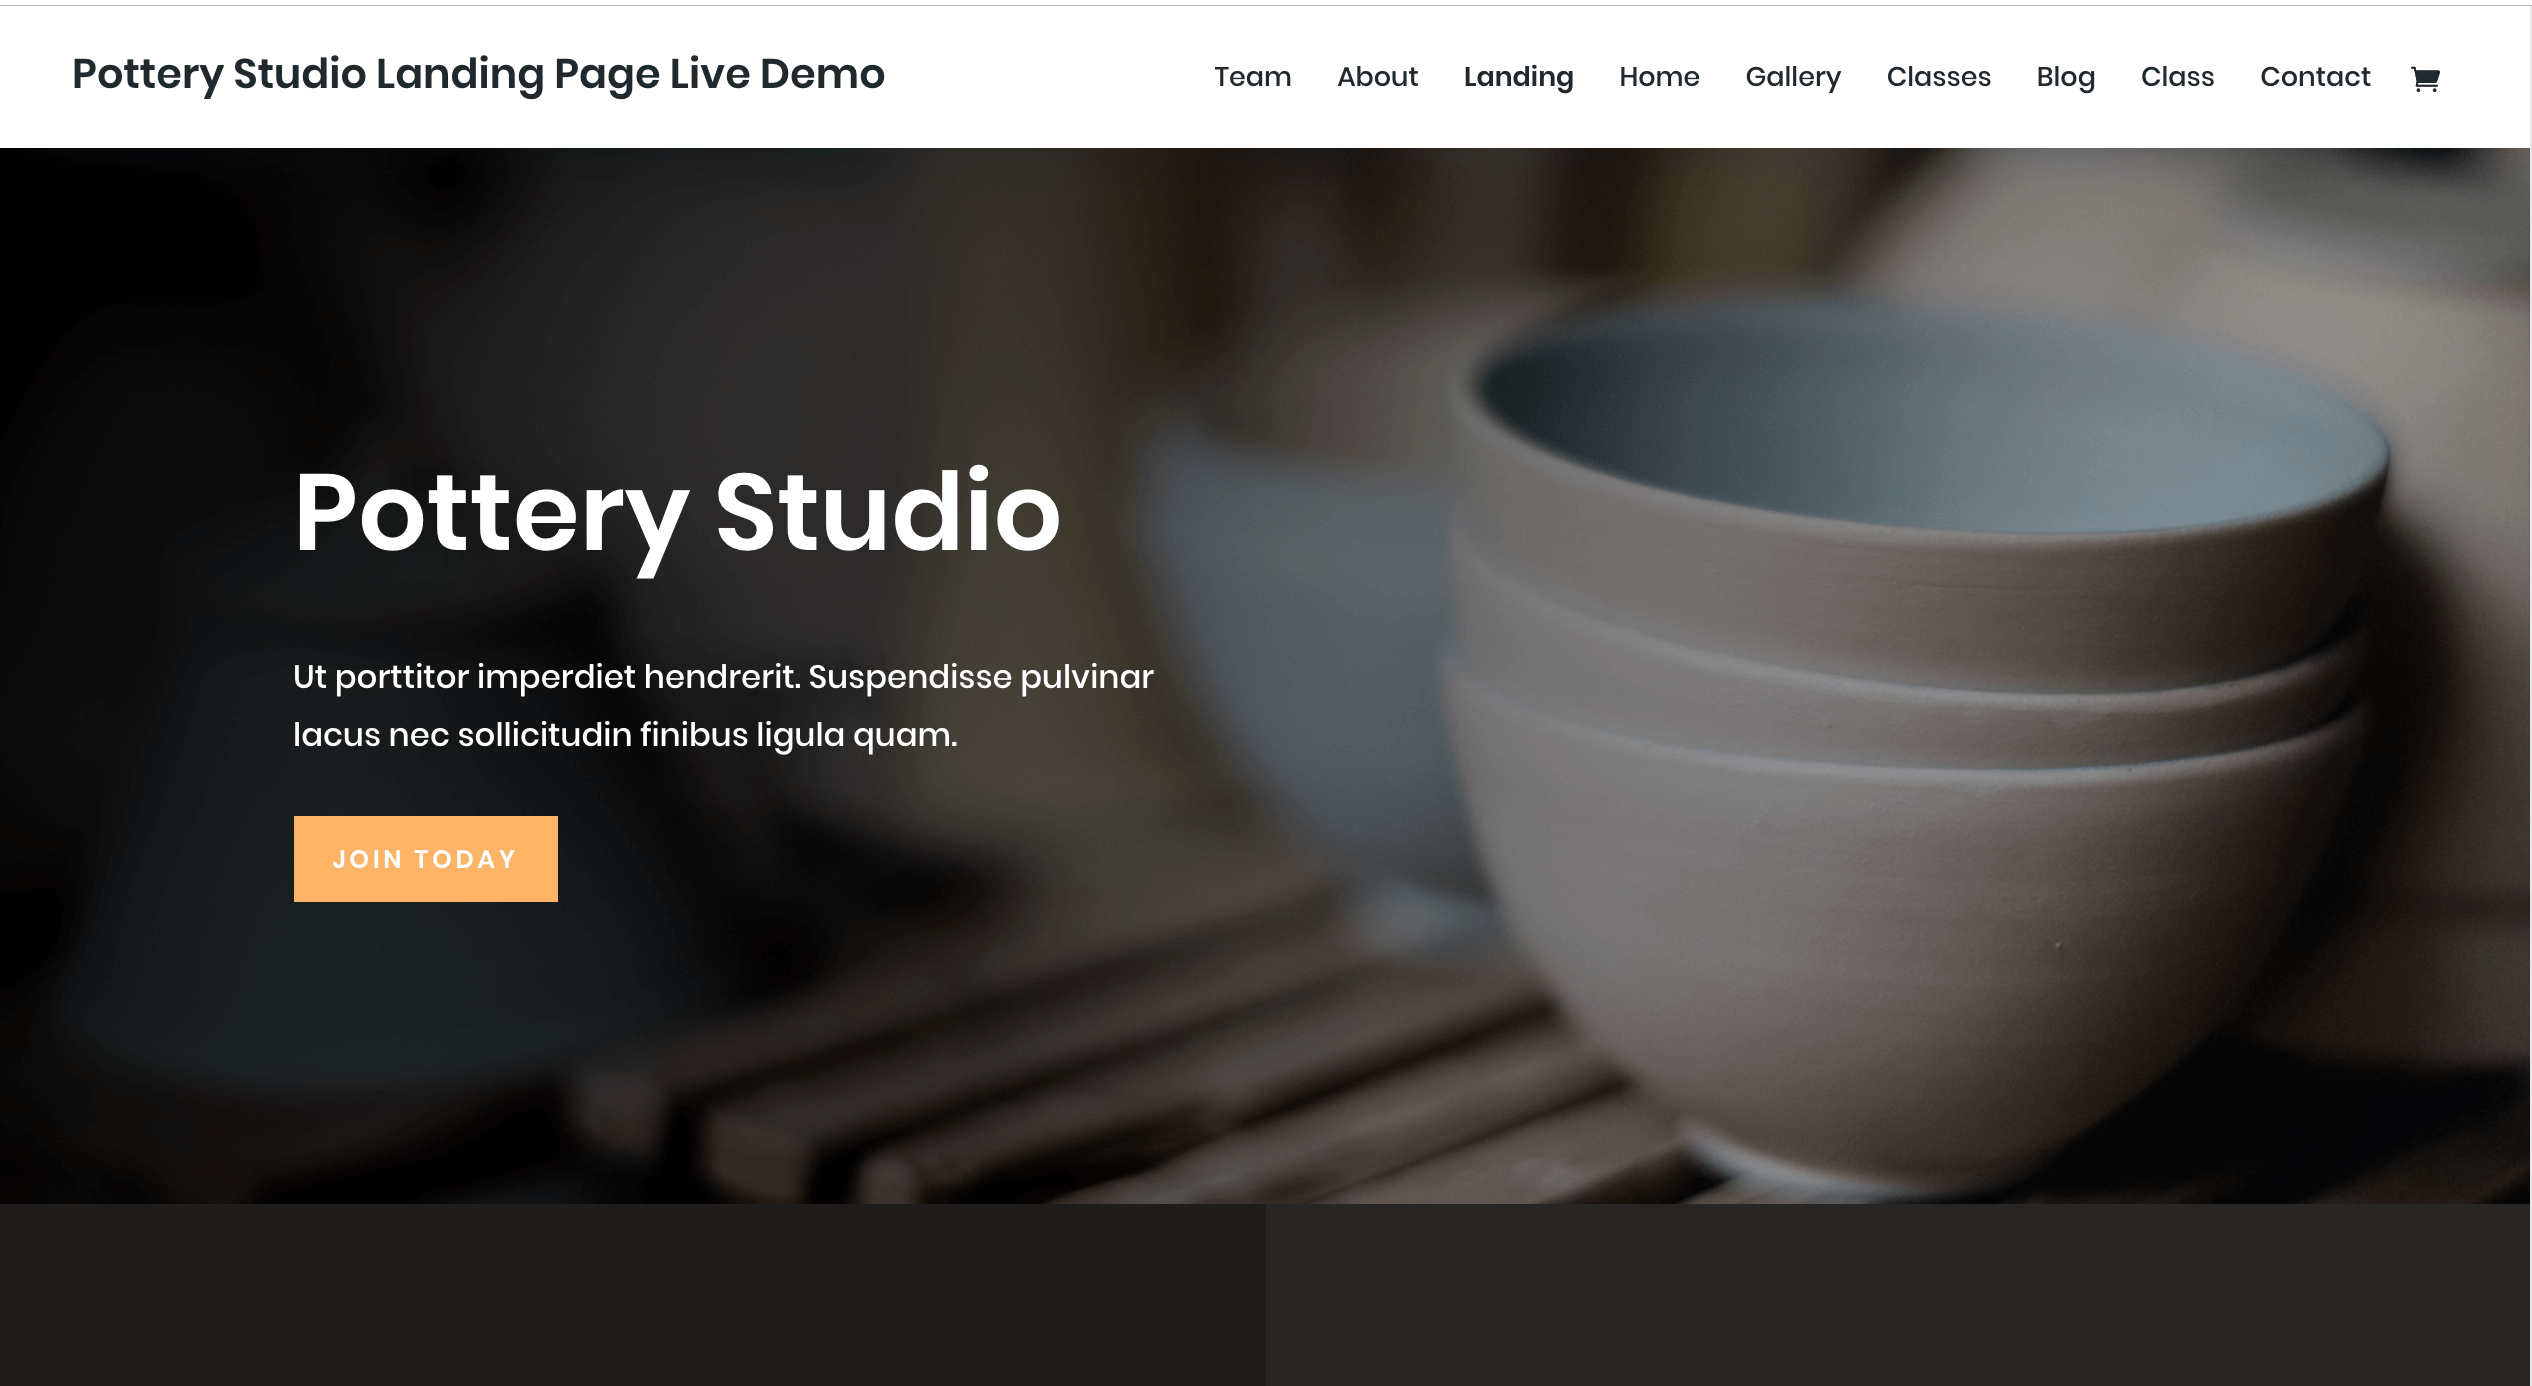 Pottery Studio Landing Page Live Demo
Team About Landing Home Gallery Classes Blog Class Contact
Pottery Studio
Ut porttitor imperdiet hendrerit. Suspendisse pulvinar
lacus nec sollicitudin finibus ligula quam.
JOIN TODAY